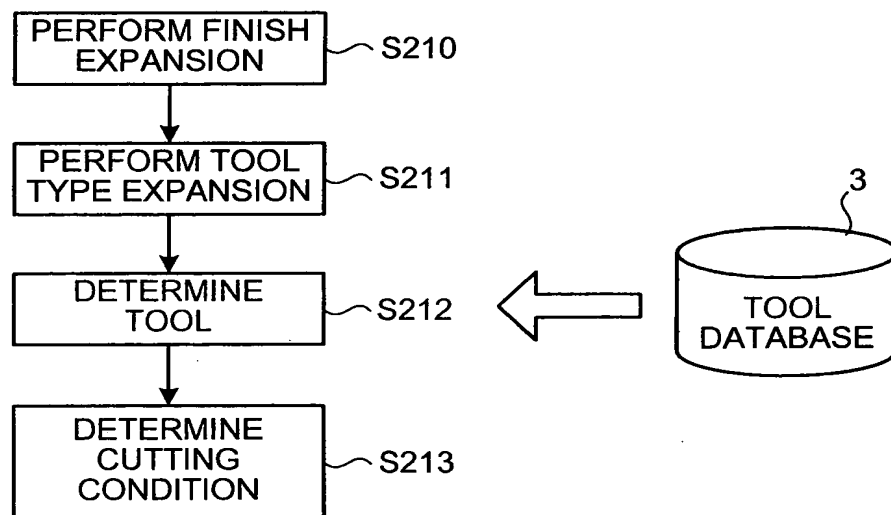 PERFORM FINISH
EXPANSION
S210
PERFORM TOOL
TYPE EXPANSION
S211
DETERMINE
TOOL
S212
DETERMINE
CUTTING
CONDITION
S213
3
TOOL
DATABASE